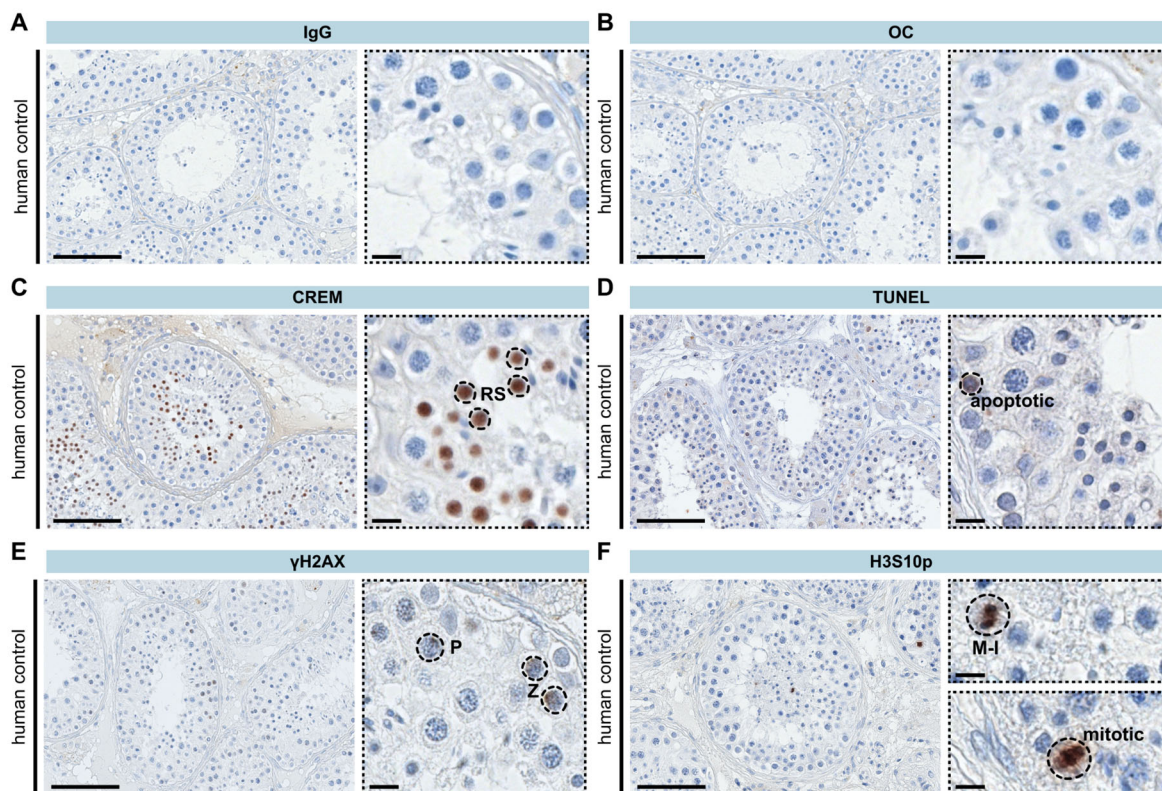 A
IgG
human control
B
OC
human control
C
CREM
human control
RS
D
TUNEL
human control
apoptotic
E
γH2AX
human control
P
Z
F
H3S10p
human control
M-I
mitotic